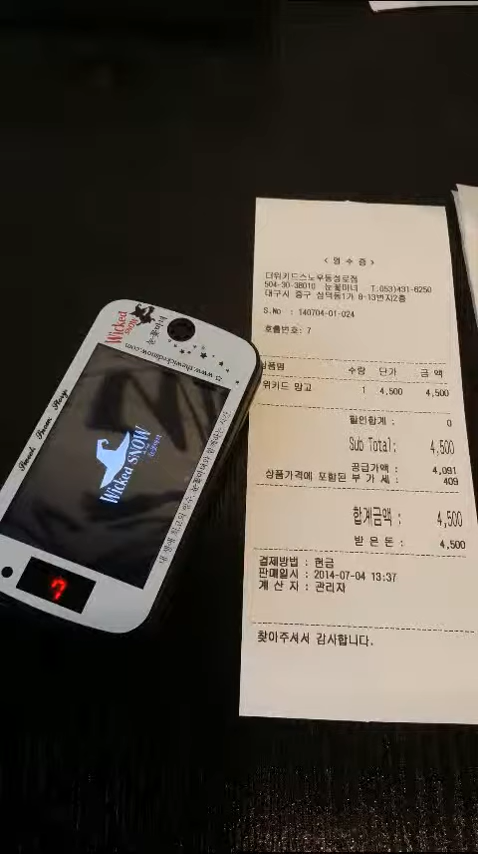 Wicked
SNOW
눈꽃마녀
www.thewickedsnow.com
Wicked SNOW
7
< 영 수 증 >
더위키드스노우동성로점
504-30-38010 눈꽃마녀 T.053)431-6250
대구시 중구 삼덕동1가 8-13번지2층
S.No : 140704-01-024
호출번호: 7
품명 수량 단가 금 액
위키드 망고 1 4,500 4,500
할인합계 : 0
Sub Total: 4,500
공급가액 : 4,091
상품가격에 포함된 부 가 세: 409
합계금액 : 4,500
받 은 돈 : 4,500
결제방법 : 현금
판매일시 : 2014-07-04 13:37
계 산 자 : 관리자
찾아주셔서 감사합니다.